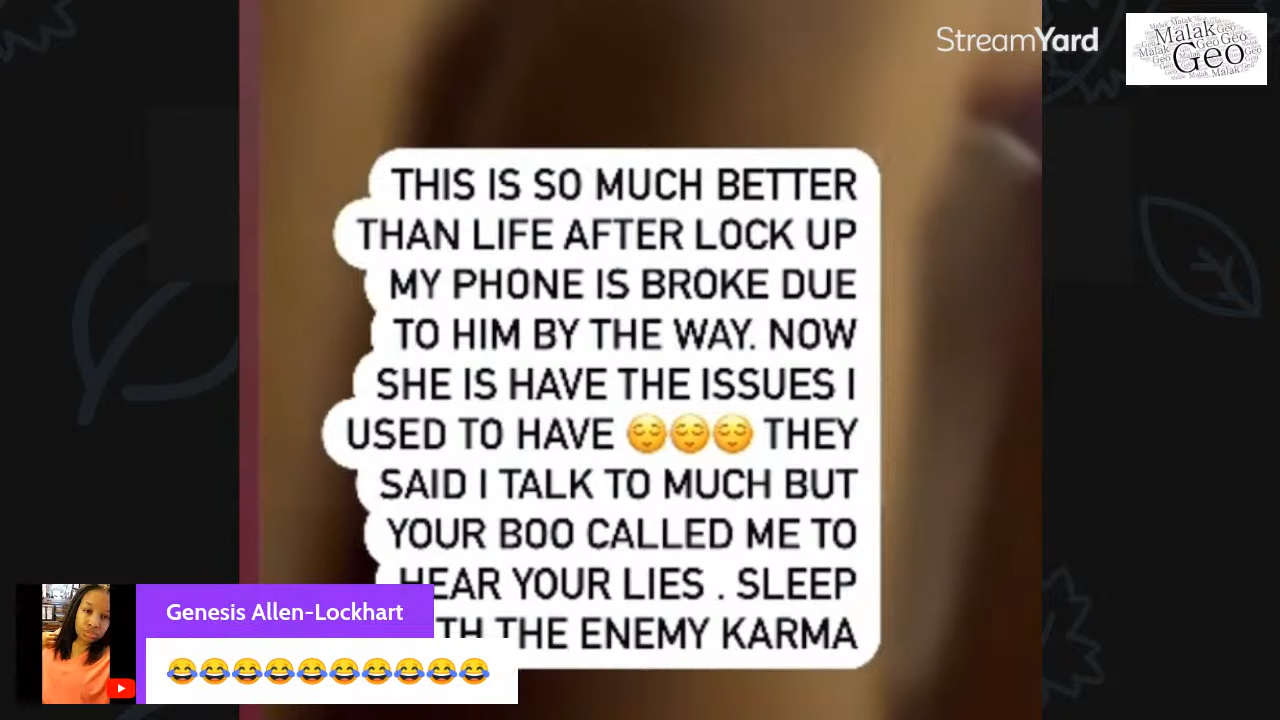 StreamYard
Malak
Geo
THIS IS SO MUCH BETTER
THAN LIFE AFTER LOCK UP
MY PHONE IS BROKE DUE
TO HIM BY THE WAY. NOW
SHE IS HAVE THE ISSUES I
USED TO HAVE 😌😌😌 THEY
SAID I TALK TO MUCH BUT
YOUR BOO CALLED ME TO
HEAR YOUR LIES . SLEEP
TH THE ENEMY KARMA
Genesis Allen-Lockhart
😂😂😂😂😂😂😂😂😂😂